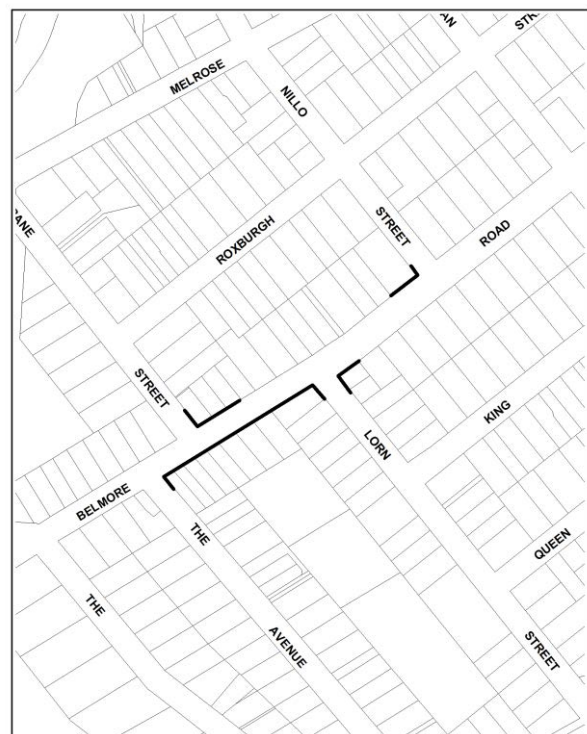 MELROSE
NILLO
ROXBURGH
STREET
ROAD
STREET
KING
LORN
BELMORE
THE
QUEEN
THE
AVENUE
STREET